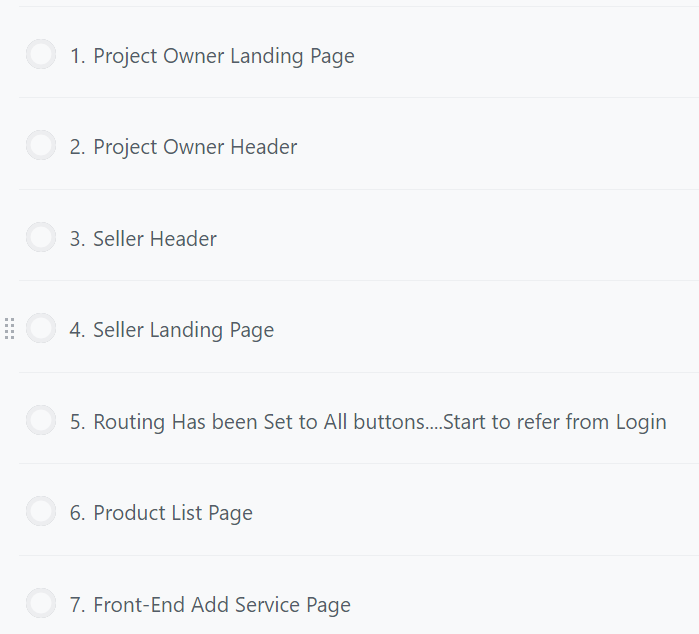 1. Project Owner Landing Page
2. Project Owner Header
3. Seller Header
4. Seller Landing Page
5. Routing Has been Set to All buttons....Start to refer from Login
6. Product List Page
7. Front-End Add Service Page